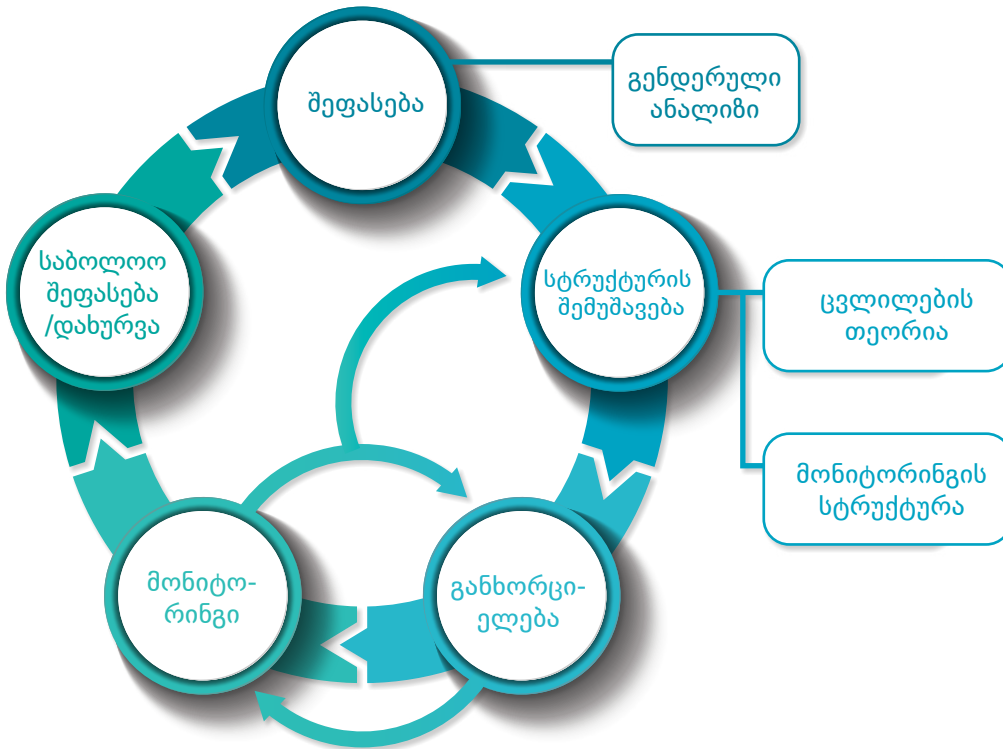 შეფასება
გენდერული
ანალიზი
სტრუქტურის
შემუშავება
ცვლილების
თეორია
მონიტორინგის
სტრუქტურა
განხორცი-
ელება
მონიტო-
რინგი
საბოლოო
შეფასება
/დახურვა